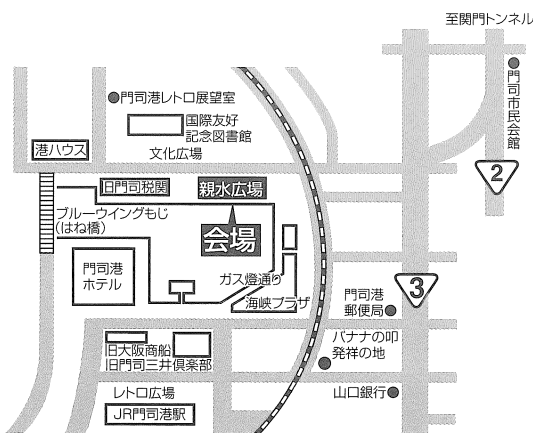 至関門トンネル
門司市民会館
門司港レトロ展望室
国際友好
記念図書館
文化広場
港ハウス
2
旧門司税関
親水広場
ブルーウイングもじ
(はね橋)
会場
門司港
ホテル
ガス燈通り
海峡プラザ
3
門司港
郵便局
バナナの叩
発祥の地
旧大阪商船
旧門司三井倶楽部
レトロ広場
山口銀行
JR門司港駅